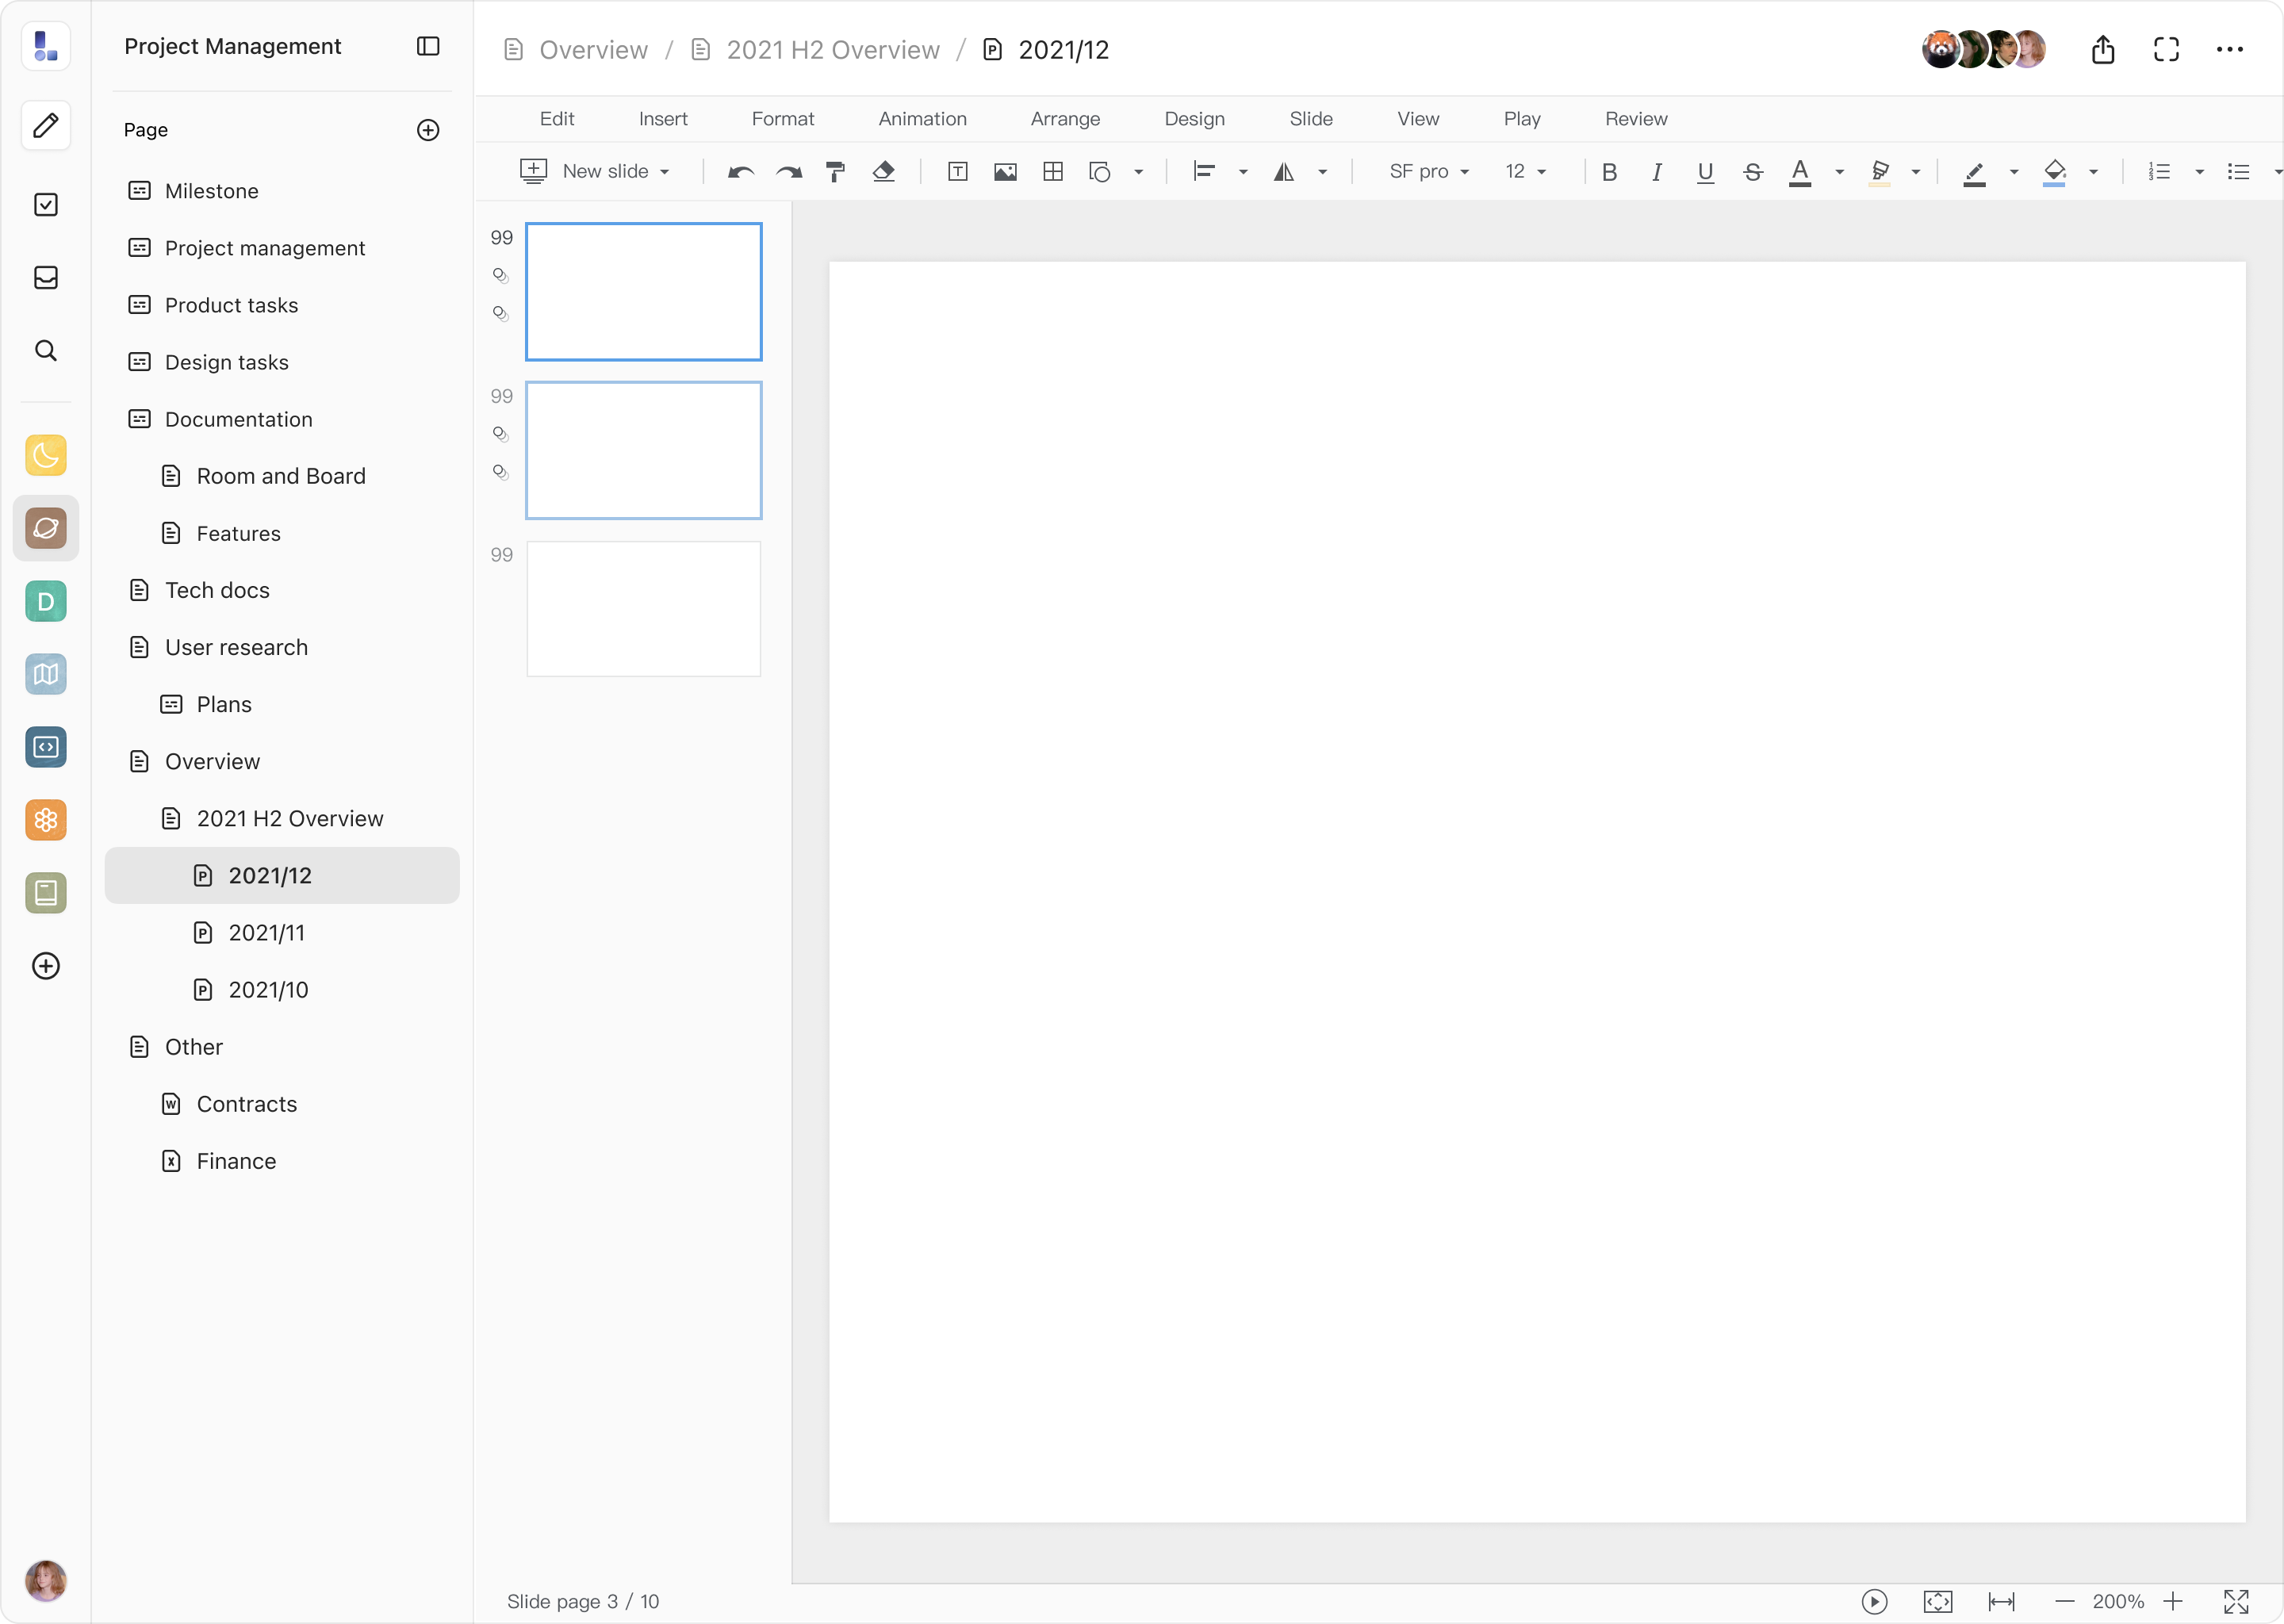 Project Management
Page
Milestone
Project management
Product tasks
Design tasks
Documentation
Room and Board
Features
Tech docs
User research
Plans
Overview
2021 H2 Overview
2021/12
2021/11
2021/10
Other
Contracts
Finance
D
Overview / 2021 H2 Overview / 2021/12
Edit Insert Format Animation Arrange Design Slide View Play Review
New slide SF pro 12 B I U S A
99
99
99
Slide page 3 / 10
200%